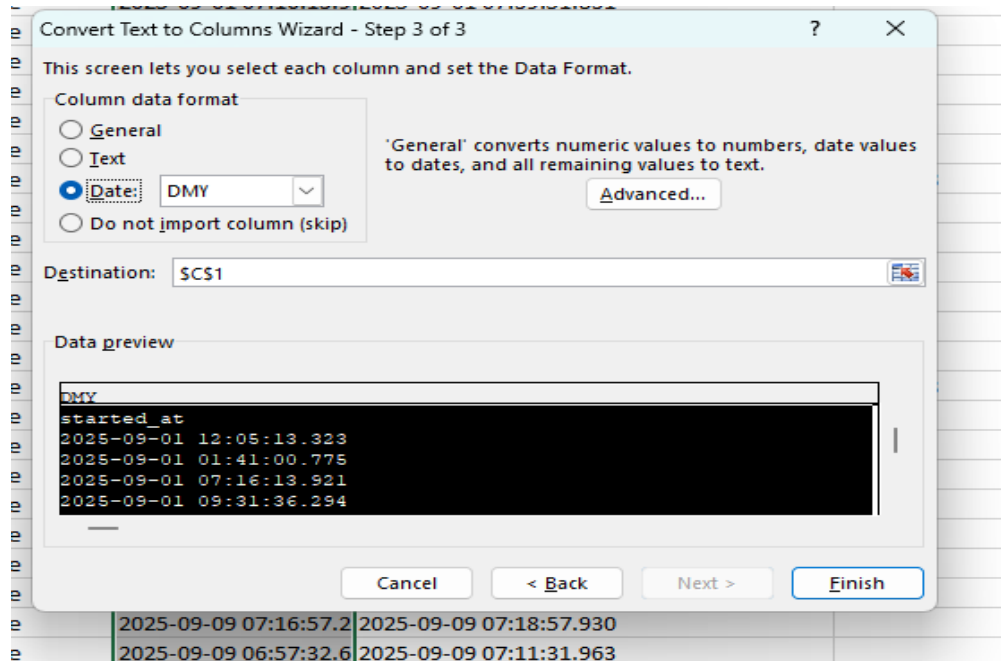 Convert Text to Columns Wizard - Step 3 of 3 ?
This screen lets you select each column and set the Data Format.
Column data format
General
Text
Date: DMY
Do not import column (skip)
'General' converts numeric values to numbers, date values
to dates, and all remaining values to text.
Advanced...
Destination: $C$1
Data preview
DMY
started_at
2025-09-01 12:05:13.323
2025-09-01 01:41:00.775
2025-09-01 07:16:13.921
2025-09-01 09:31:36.294
Cancel < Back Next > Finish
e 2025-09-09 07:16:57.2 2025-09-09 07:18:57.930
e 2025-09-09 06:57:32.6 2025-09-09 07:11:31.963